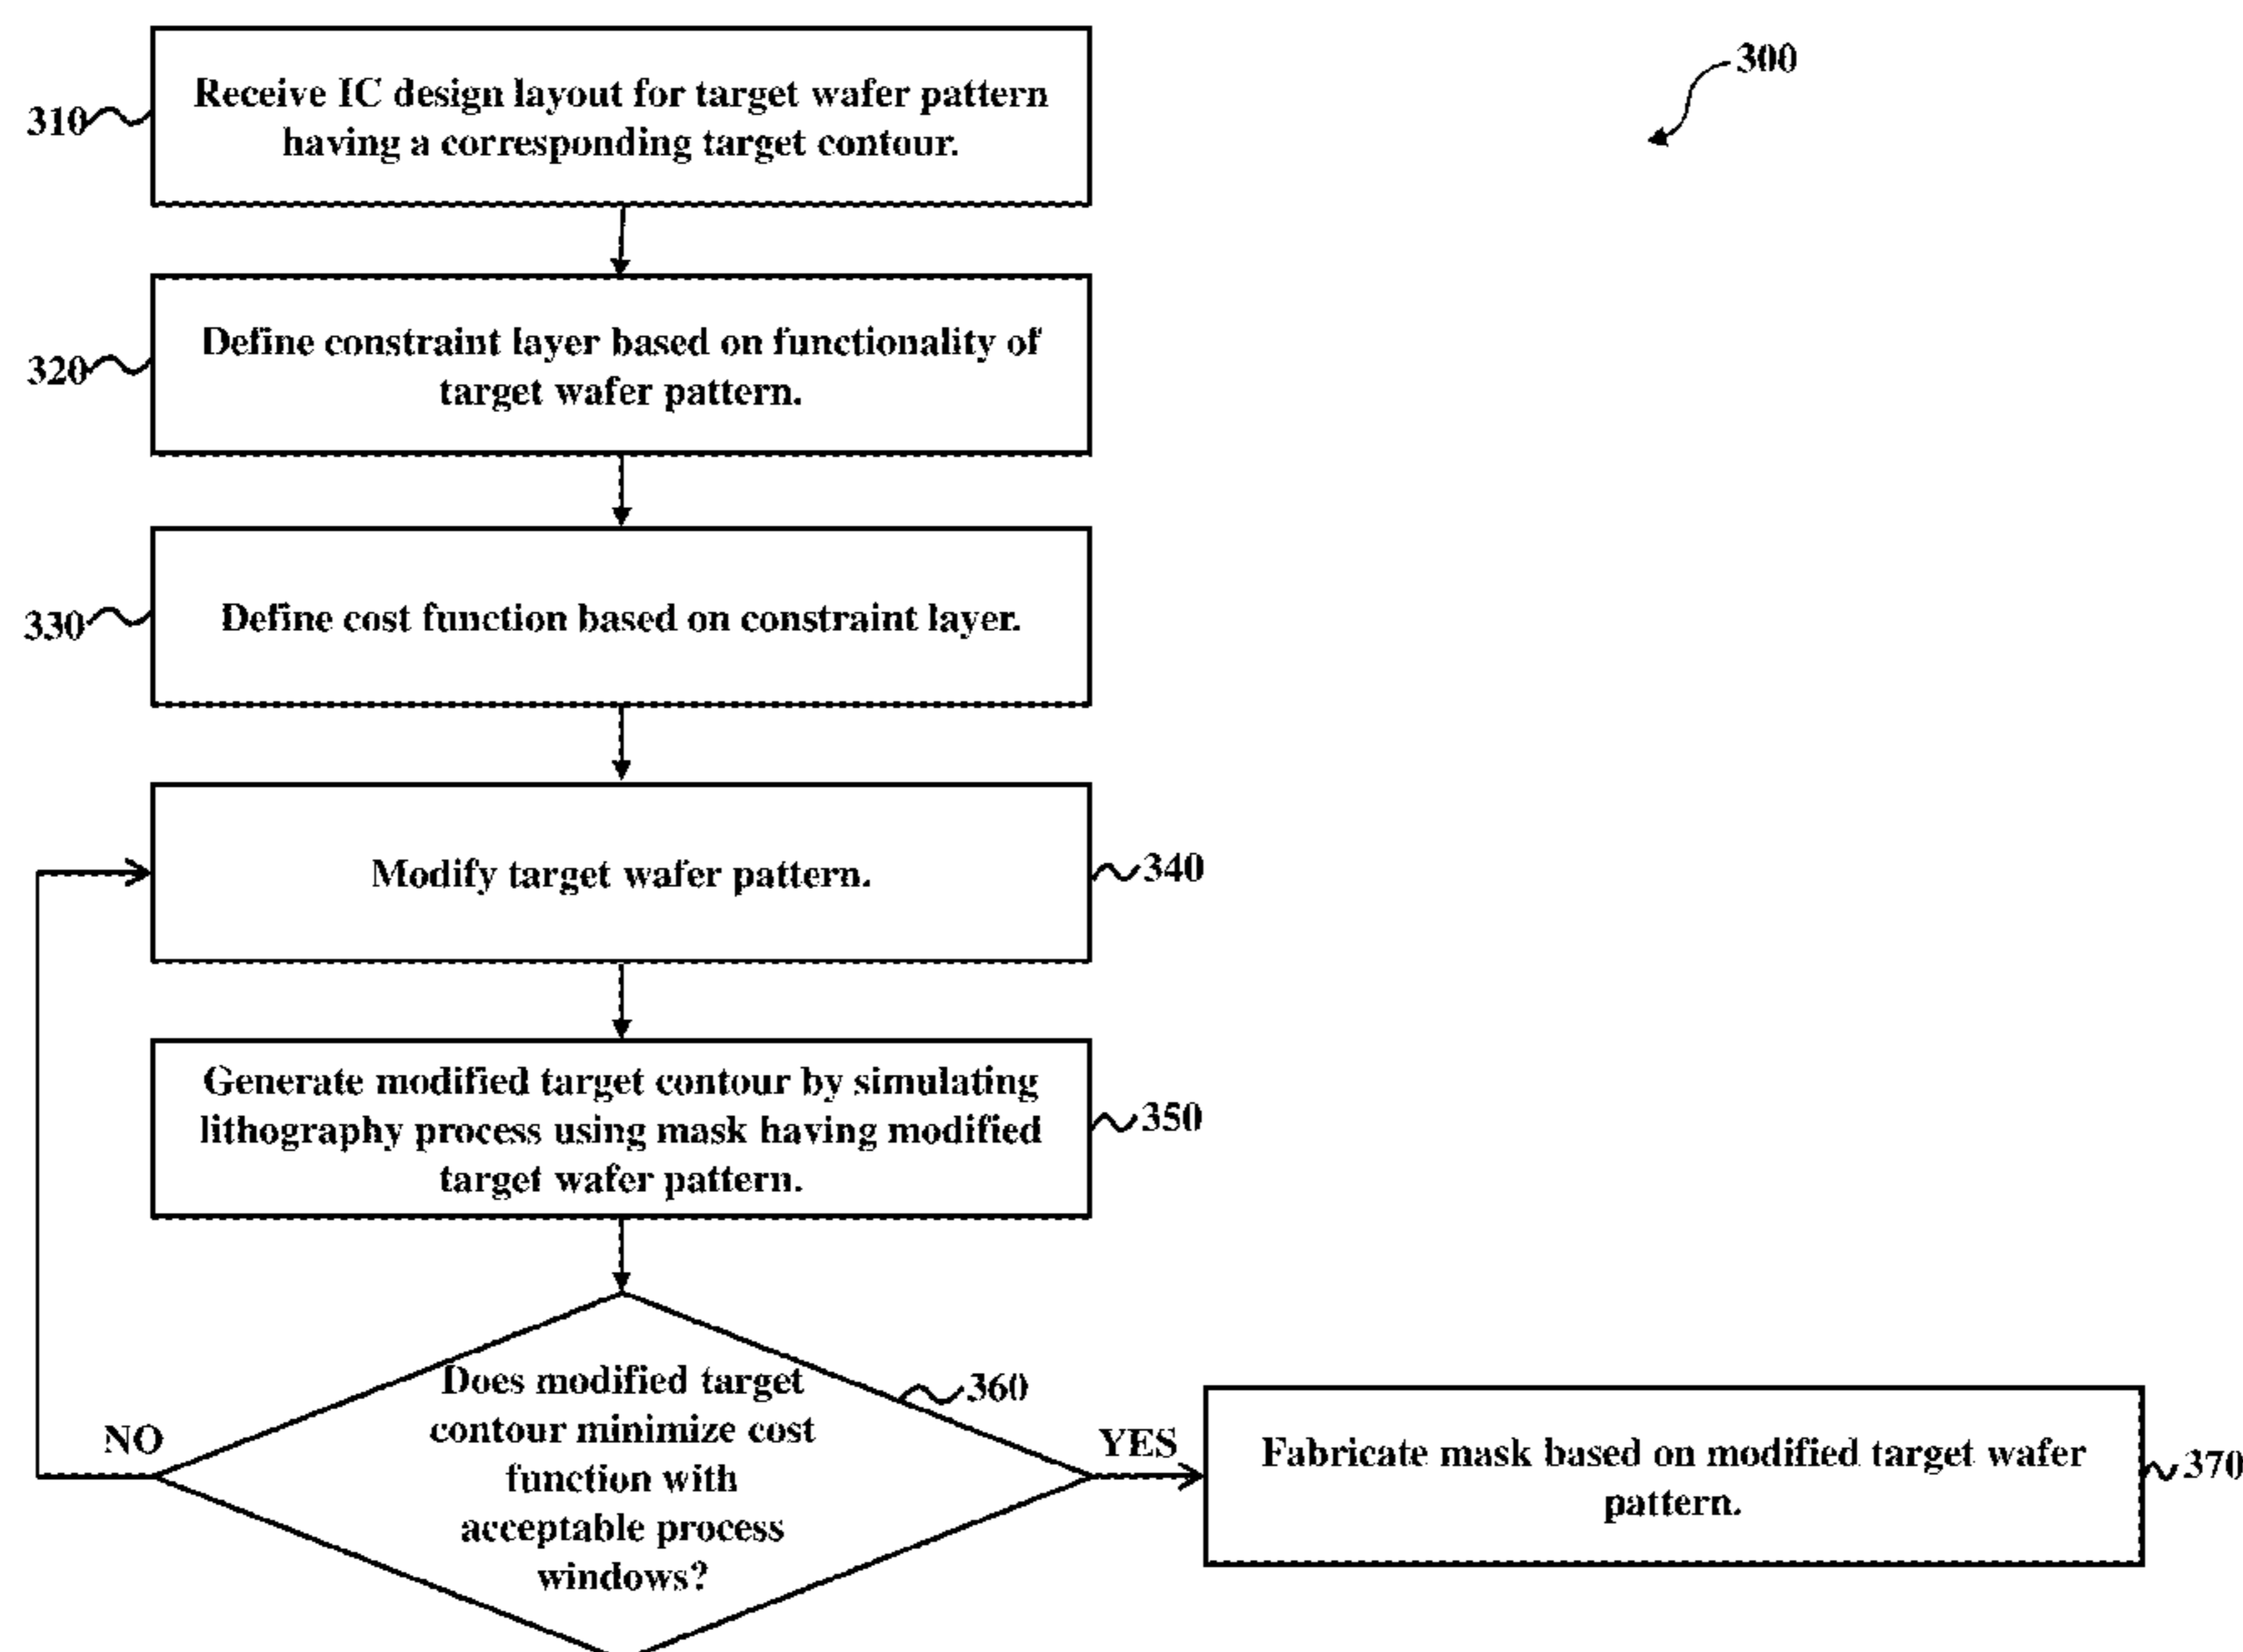 300
310
Receive IC design layout for target wafer pattern
having a corresponding target contour.
320
Define constraint layer based on functionality of
target wafer pattern.
330
Define cost function based on constraint layer.
Modify target wafer pattern.
340
Generate modified target contour by simulating
lithography process using mask having modified
target wafer pattern.
350
Does modified target
contour minimize cost
function with
acceptable process
windows?
360
NO
YES
Fabricate mask based on modified target wafer
pattern.
370